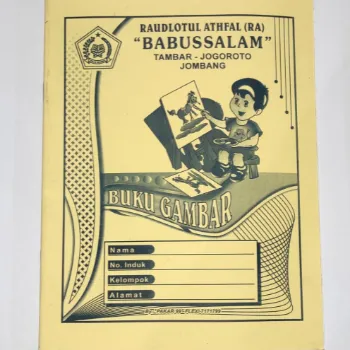 RAUDLOTUL ATHFAL (RA)
"BABUSSALAM"
TAMBAR - JOGOROTO
JOMBANG
BUKU GAMBAR
Nama
No. Induk
Kelompok
Alamat